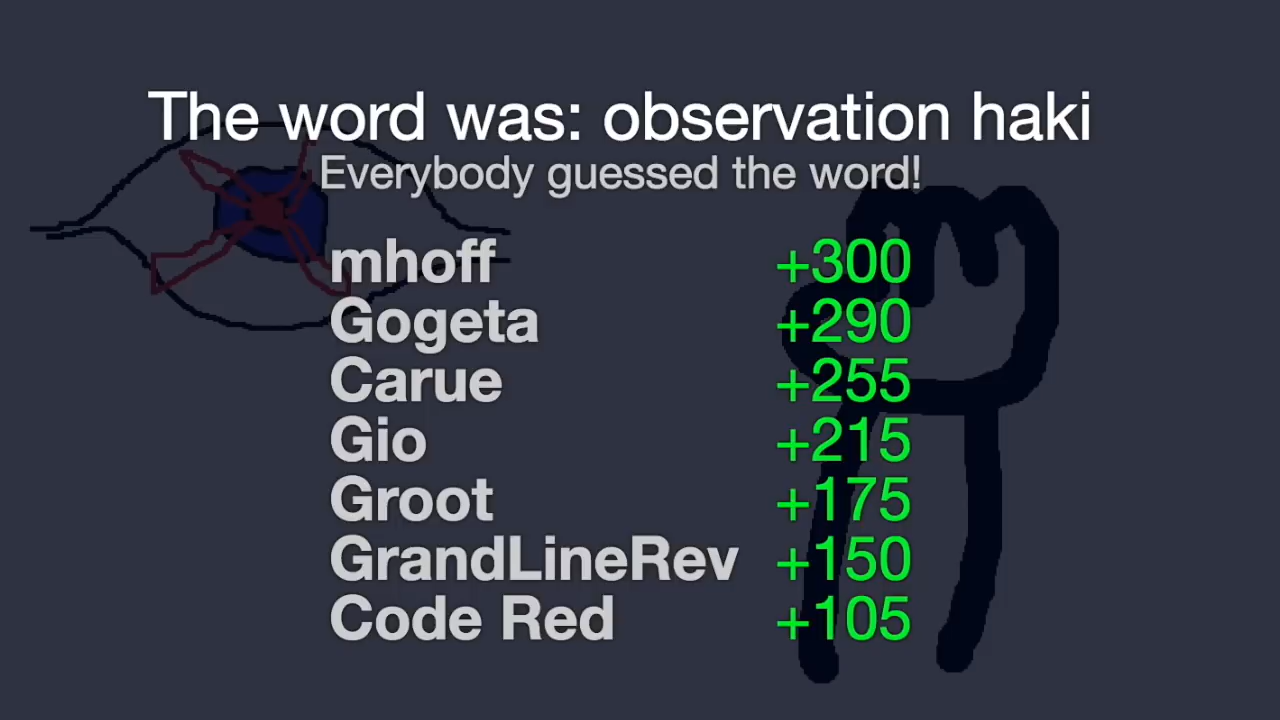 The word was: observation haki
Everybody guessed the word!
mhoff +300
Gogeta +290
Carue +255
Gio +215
Groot +175
GrandLineRev +150
Code Red +105